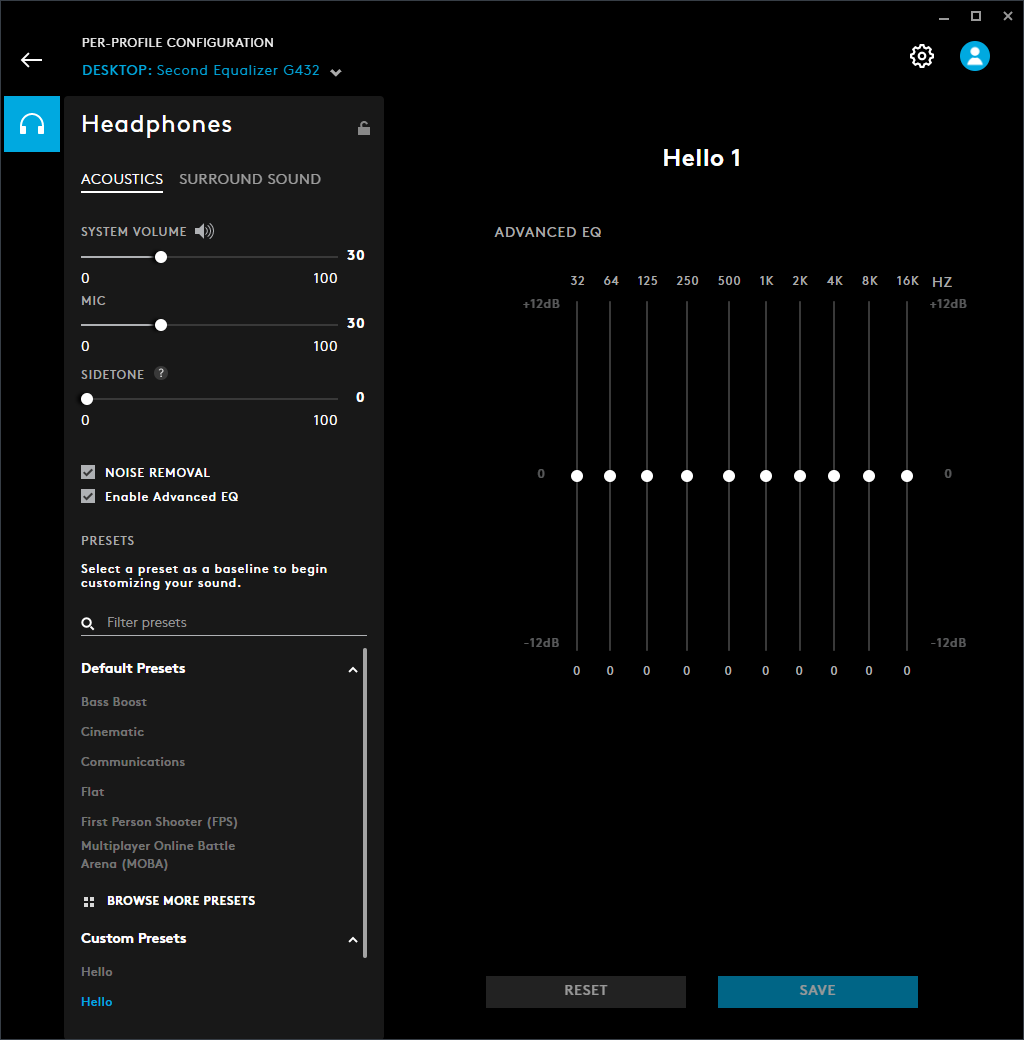 PER-PROFILE CONFIGURATION
DESKTOP: Second Equalizer G432
Headphones
ACOUSTICS SURROUND SOUND
SYSTEM VOLUME
30
0 100
MIC
30
0 100
SIDETONE ?
0
0 100
NOISE REMOVAL
Enable Advanced EQ
PRESETS
Select a preset as a baseline to begin
customizing your sound.
Filter presets
Default Presets
Bass Boost
Cinematic
Communications
Flat
First Person Shooter (FPS)
Multiplayer Online Battle
Arena (MOBA)
BROWSE MORE PRESETS
Custom Presets
Hello
Hello
Hello 1
ADVANCED EQ
32 64 125 250 500 1K 2K 4K 8K 16K HZ
+12dB +12dB
0 0
-12dB -12dB
0 0 0 0 0 0 0 0 0 0
RESET SAVE